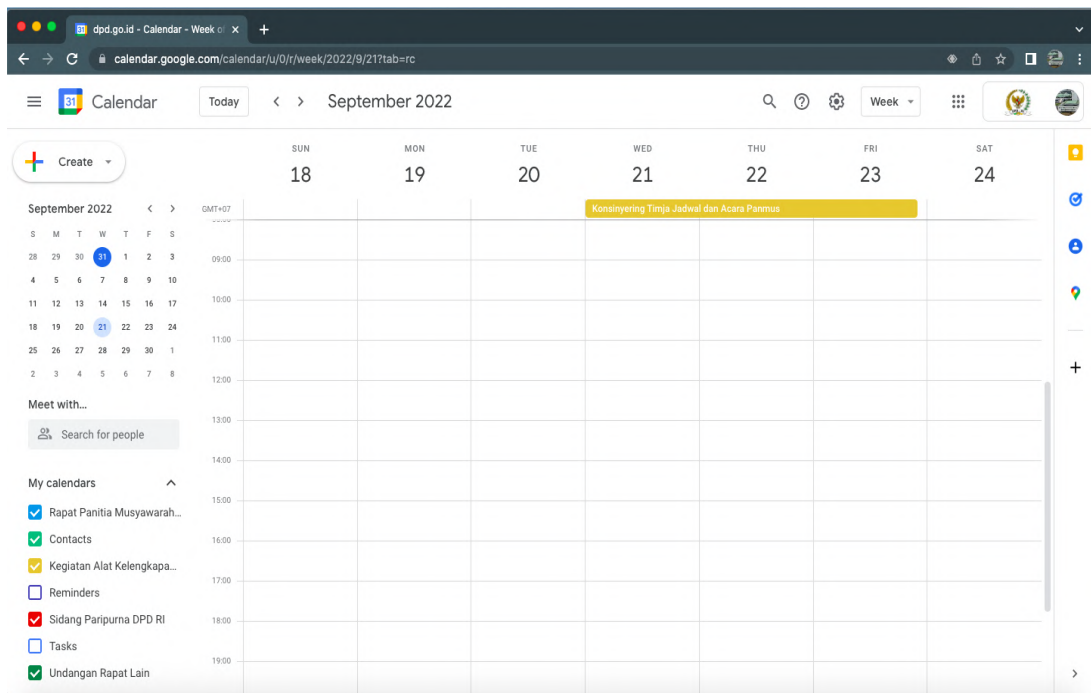 dpd.go.id - Calendar - Week o
calendar.google.com/calendar/u/0/r/week/2022/9/21?tab=rc
31 Calendar Today September 2022 Week
Create
September 2022
S M T W T F S
28 29 30 31 1 2 3
4 5 6 7 8 9 10
11 12 13 14 15 16 17
18 19 20 21 22 23 24
25 26 27 28 29 30 1
2 3 4 5 6 7 8
Meet with...
Search for people
My calendars
Rapat Panitia Musyawarah...
Contacts
Kegiatan Alat Kelengkapa...
Reminders
Sidang Paripurna DPD RI
Tasks
Undangan Rapat Lain
SUN MON TUE WED THU FRI SAT
18 19 20 21 22 23 24
GMT+07
Konsinyering Timja Jadwal dan Acara Panmus
09:00
10:00
11:00
12:00
13:00
14:00
15:00
16:00
17:00
18:00
19:00